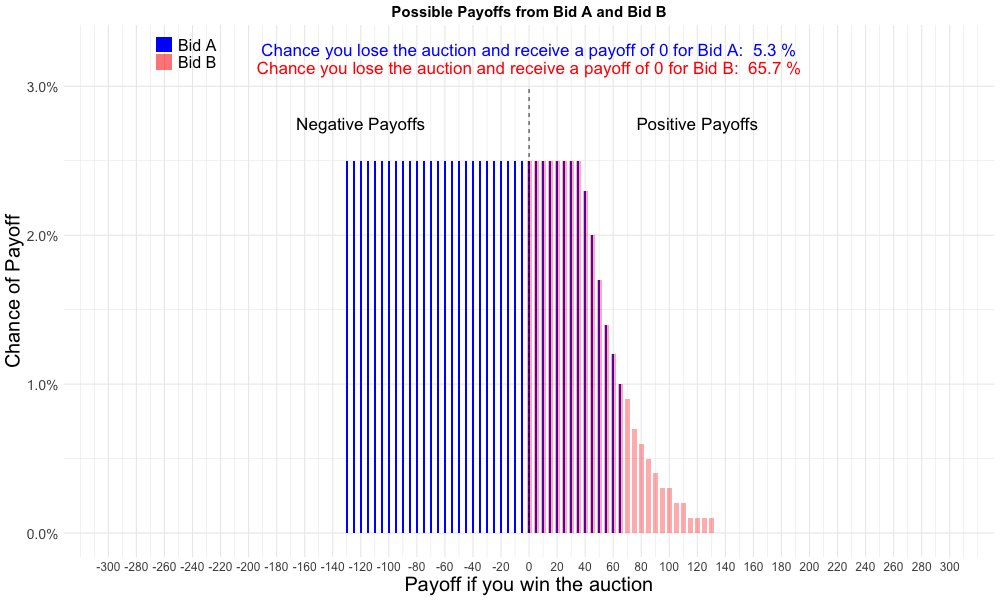 Possible Payoffs from Bid A and Bid B
Bid A
Bid B
Chance you lose the auction and receive a payoff of 0 for Bid A:  5.3 %
Chance you lose the auction and receive a payoff of 0 for Bid B:  65.7 %
Negative Payoffs
Positive Payoffs
Chance of Payoff
3.0%
2.0%
1.0%
0.0%
-300 -280 -260 -240 -220 -200 -180 -160 -140 -120 -100 -80 -60 -40 -20 0 20 40 60 80 100 120 140 160 180 200 220 240 260 280 300
Payoff if you win the auction